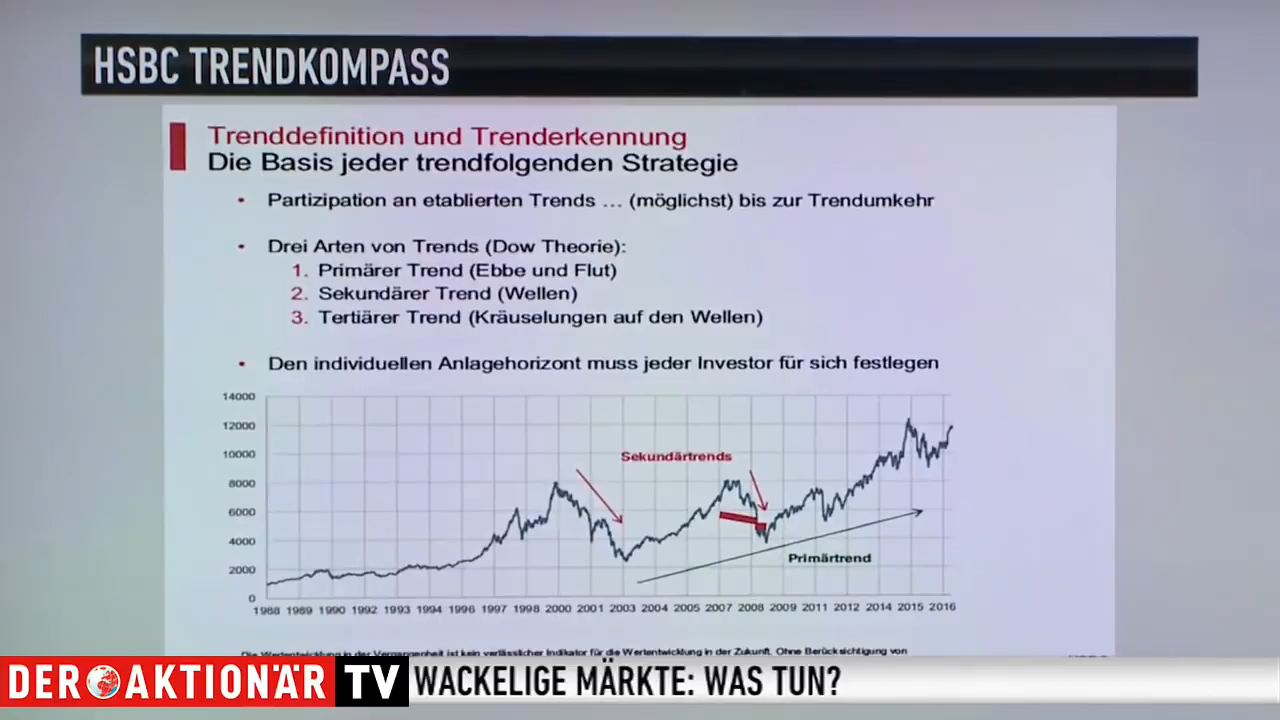 HSBC TRENDKOMPASS
Trenddefinition und Trenderkennung
Die Basis jeder trendfolgenden Strategie
• Partizipation an etablierten Trends … (möglichst) bis zur Trendumkehr
• Drei Arten von Trends (Dow Theorie):
1. Primärer Trend (Ebbe und Flut)
2. Sekundärer Trend (Wellen)
3. Tertiärer Trend (Kräuselungen auf den Wellen)
• Den individuellen Anlagehorizont muss jeder Investor für sich festlegen
14000
12000
10000
8000
6000
4000
2000
0
Sekundärtrends
Primärtrend
1988 1989 1990 1992 1993 1994 1996 1997 1998 2000 2001 2003 2004 2005 2007 2008 2009 2011 2012 2014 2015 2016
Die Wertentwicklung in der Vergangenheit ist kein verlässlicher Indikator für die Wertentwicklung in der Zukunft. Ohne Berücksichtigung von
DER AKTIONÄR TV
WACKELIGE MÄRKTE: WAS TUN?